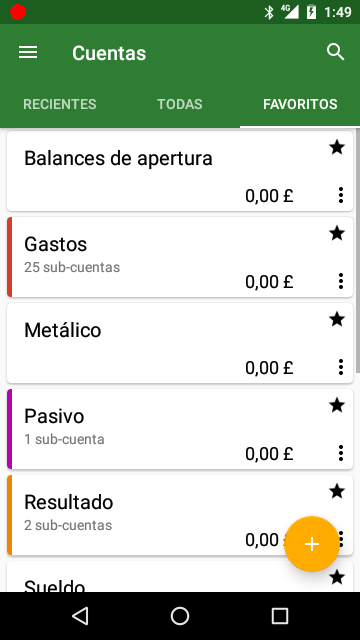 4G 1:49
Cuentas
RECIENTES TODAS FAVORITOS
Balances de apertura
0,00 £
Gastos
25 sub-cuentas
0,00 £
Metálico
0,00 £
Pasivo
1 sub-cuenta
0,00 £
Resultado
2 sub-cuentas
0,00 £
Sueldo